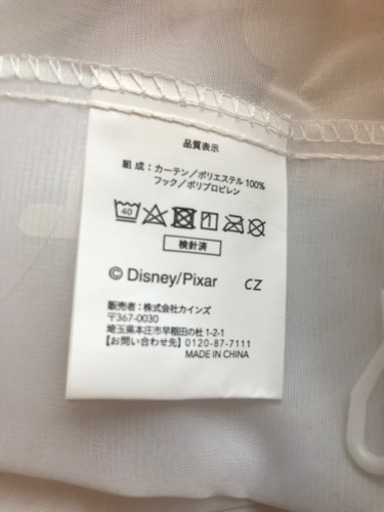 品質表示
組成：カーテン／ポリエステル100%
フック／ポリプロピレン
40
検針済
© Disney/Pixar CZ
販売者：株式会社カインズ
〒367-0030
埼玉県本庄市早稲田の杜1-2-1
【お問い合わせ先】0120-87-7111
MADE IN CHINA